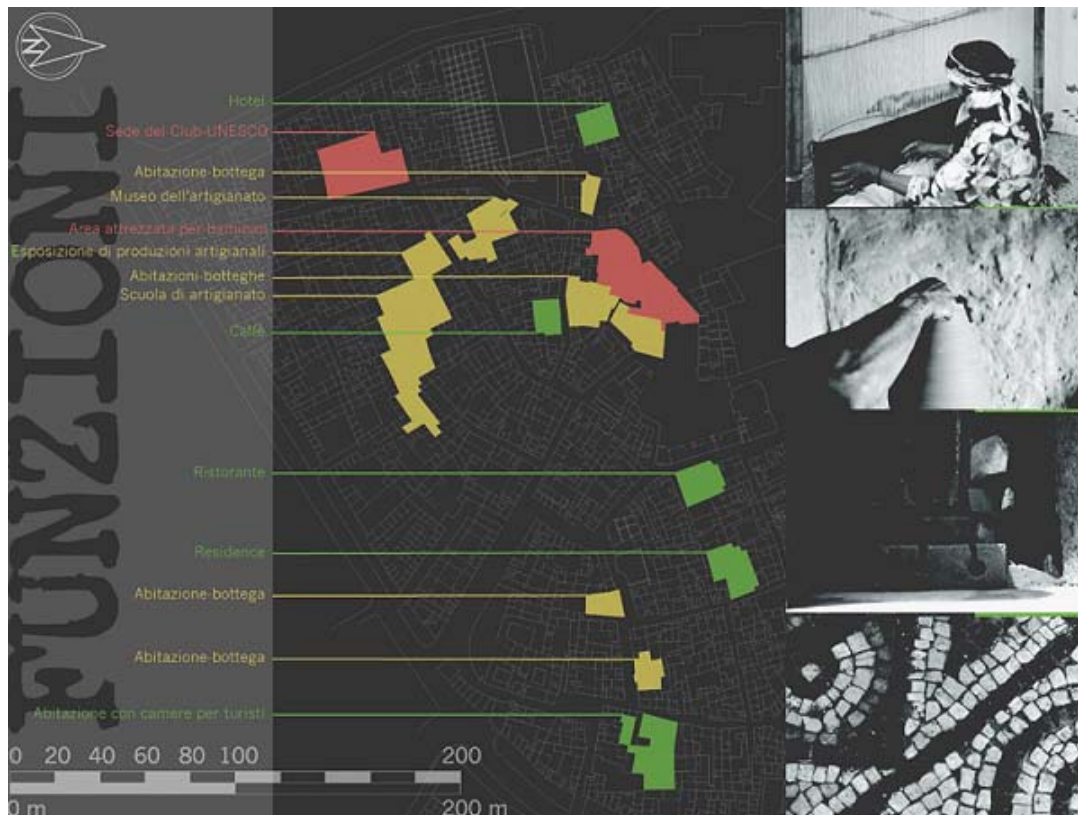 N
FUNZIONI
Hotel
Sede del Club-UNESCO
Abitazione-bottega
Museo dell'artigianato
Area attrezzata per bambini
Esposizione di produzioni artigianali
Abitazioni-botteghe
Scuola di artigianato
Caffè
Ristorante
Residence
Abitazione-bottega
Abitazione-bottega
Abitazione con camere per turisti
0 20 40 60 80 100 200
0 m 200 m